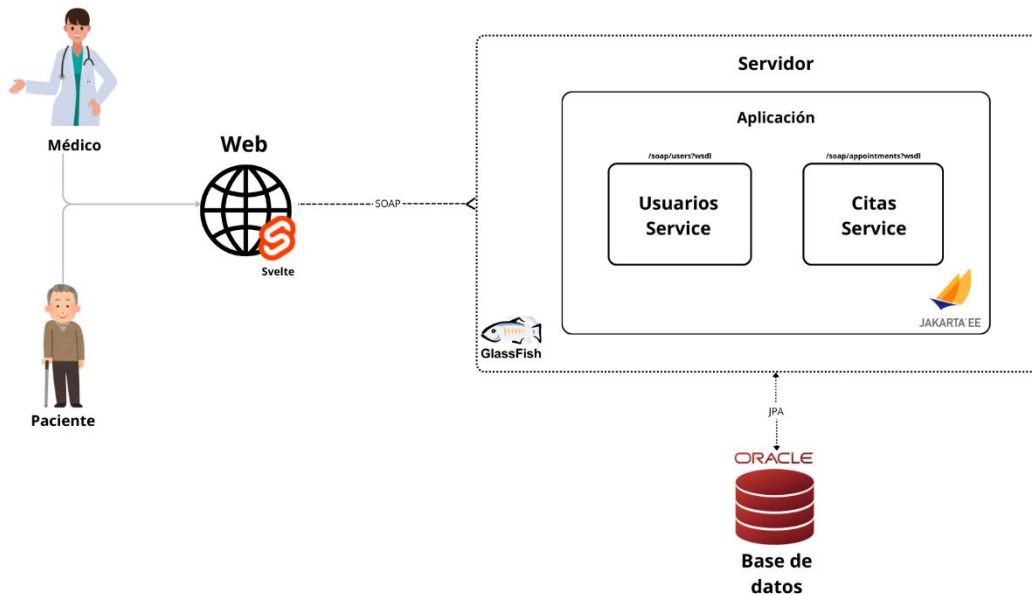 Médico
Paciente
Web
Svelte
SOAP
Servidor
Aplicación
/soap/users?wsdl
Usuarios
Service
/soap/appointments?wsdl
Citas
Service
JAKARTA EE
GlassFish
JPA
ORACLE
Base de
datos